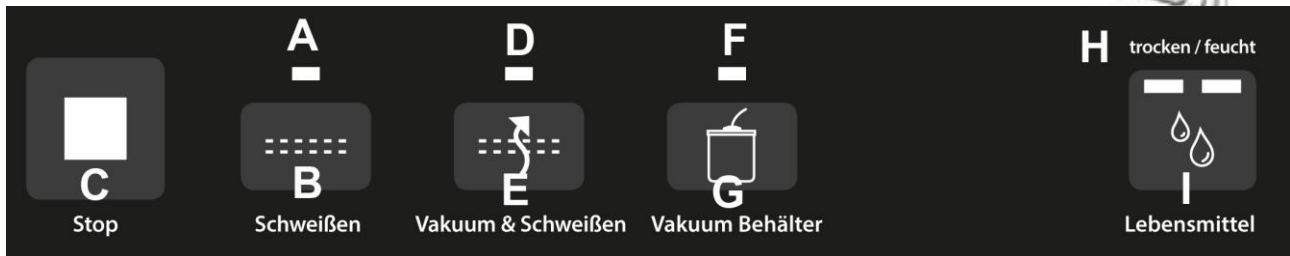 A D F H trocken / feucht
C B E G I
Stop Schweißen Vakuum & Schweißen Vakuum Behälter Lebensmittel